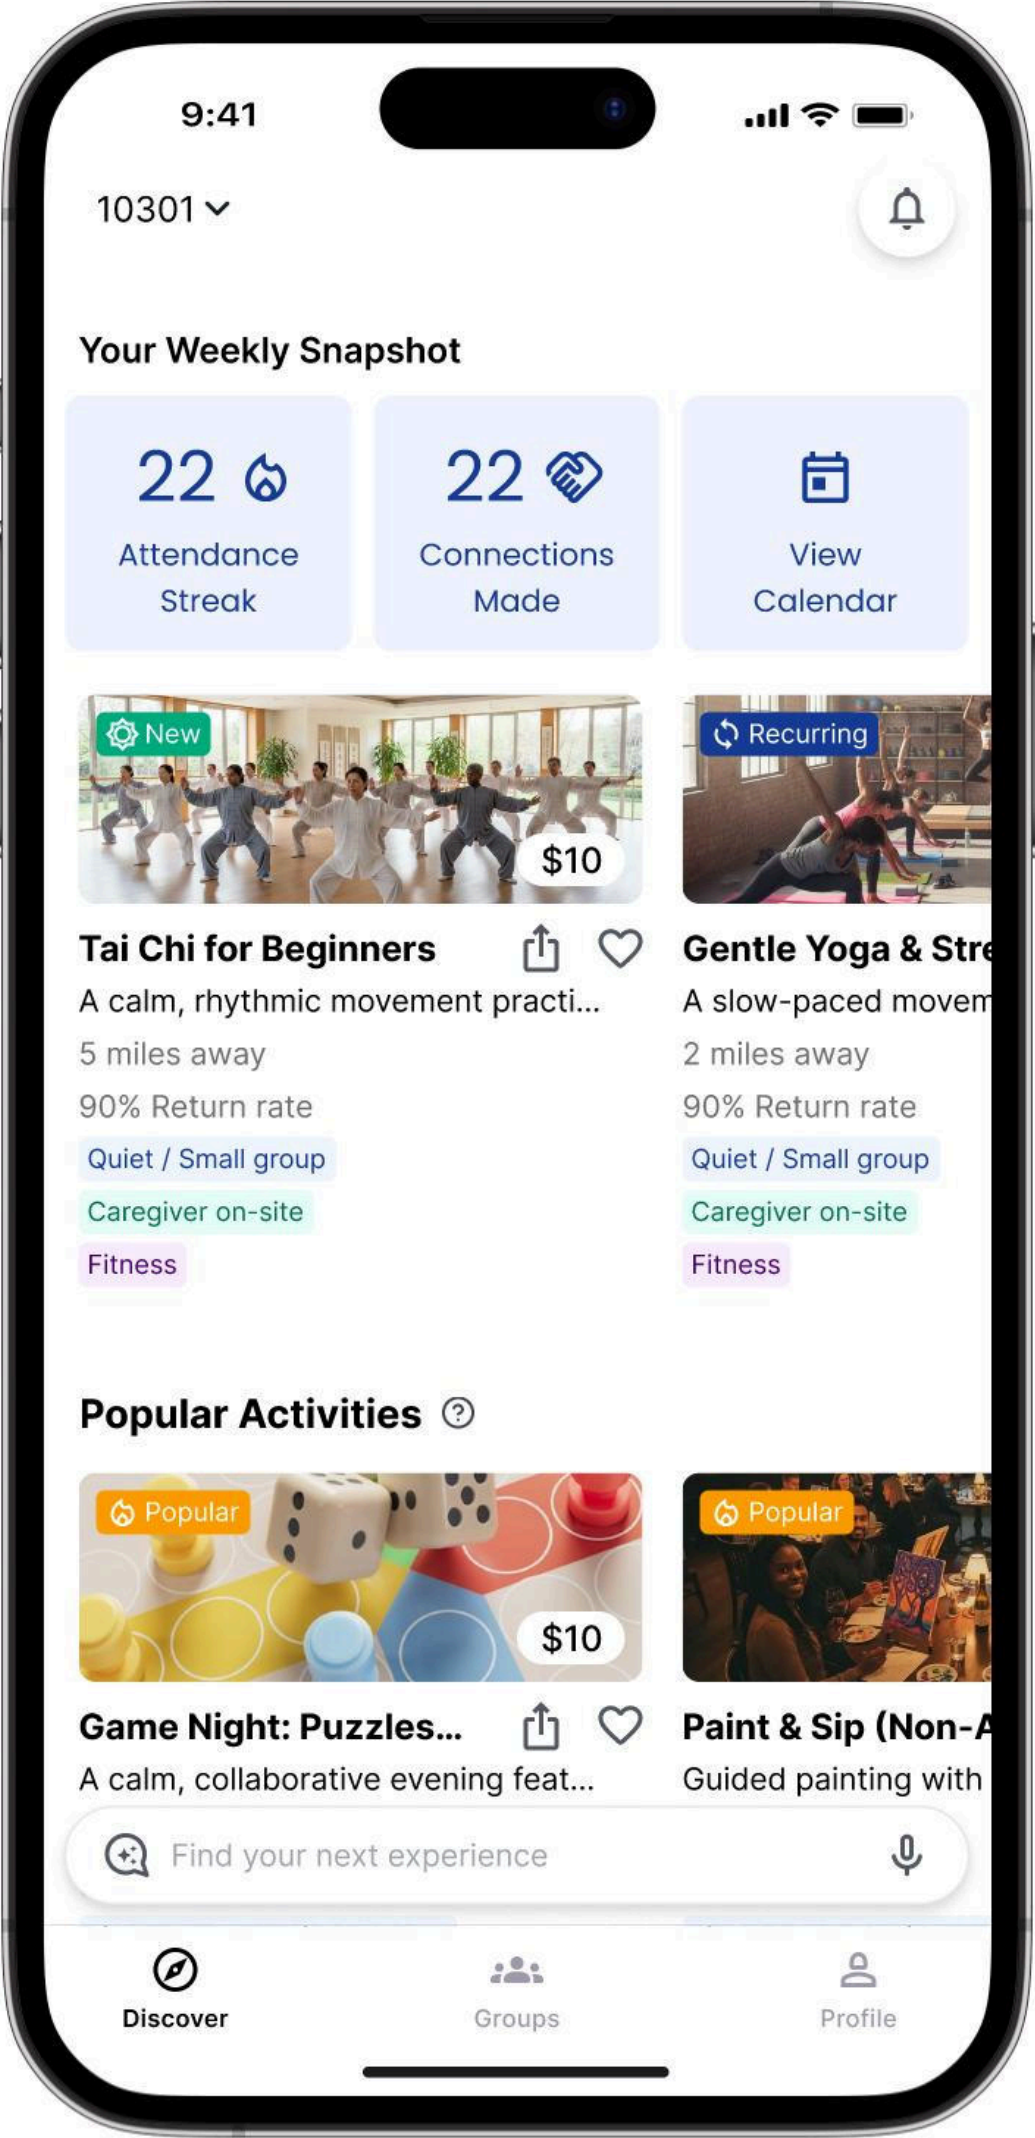 9:41
10301
Your Weekly Snapshot
22
Attendance
Streak
22
Connections
Made
View
Calendar
New
$10
Tai Chi for Beginners
A calm, rhythmic movement practi...
5 miles away
90% Return rate
Quiet / Small group
Caregiver on-site
Fitness
Recurring
Gentle Yoga & Stre
A slow-paced movem
2 miles away
90% Return rate
Quiet / Small group
Caregiver on-site
Fitness
Popular Activities
Popular
$10
Game Night: Puzzles...
A calm, collaborative evening feat...
Popular
Paint & Sip (Non-A
Guided painting with
Find your next experience
Discover
Groups
Profile